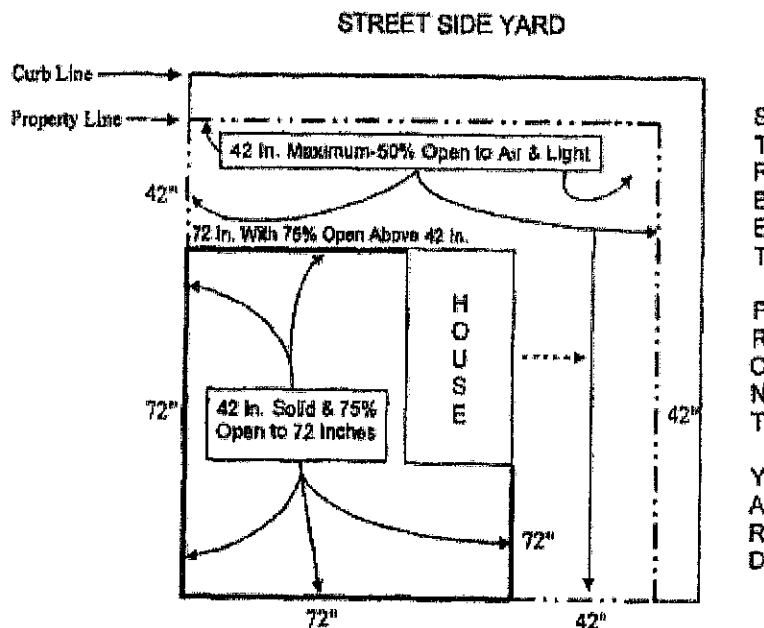 STREET SIDE YARD
Curb Line
Property Line
42 In. Maximum-50% Open to Air & Light
42"
72 In. With 75% Open Above 42 In.
HOUSE
STREET FRONT YARD
72"
42 In. Solid & 75%
Open to 72 Inches
42"
72"
72"
42"